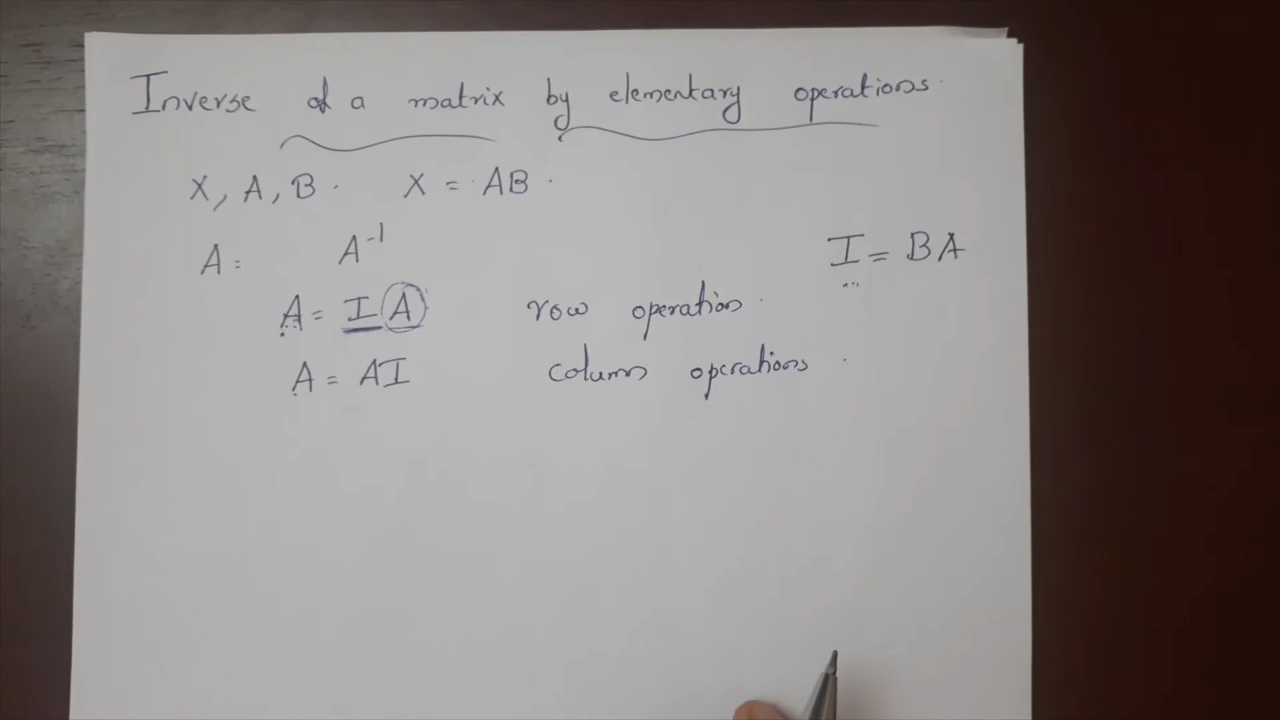 Inverse of a matrix by elementary operations.
X, A, B. X = AB.
A = A⁻¹
I = BA
A = IA row operation.
A = AI column operations.